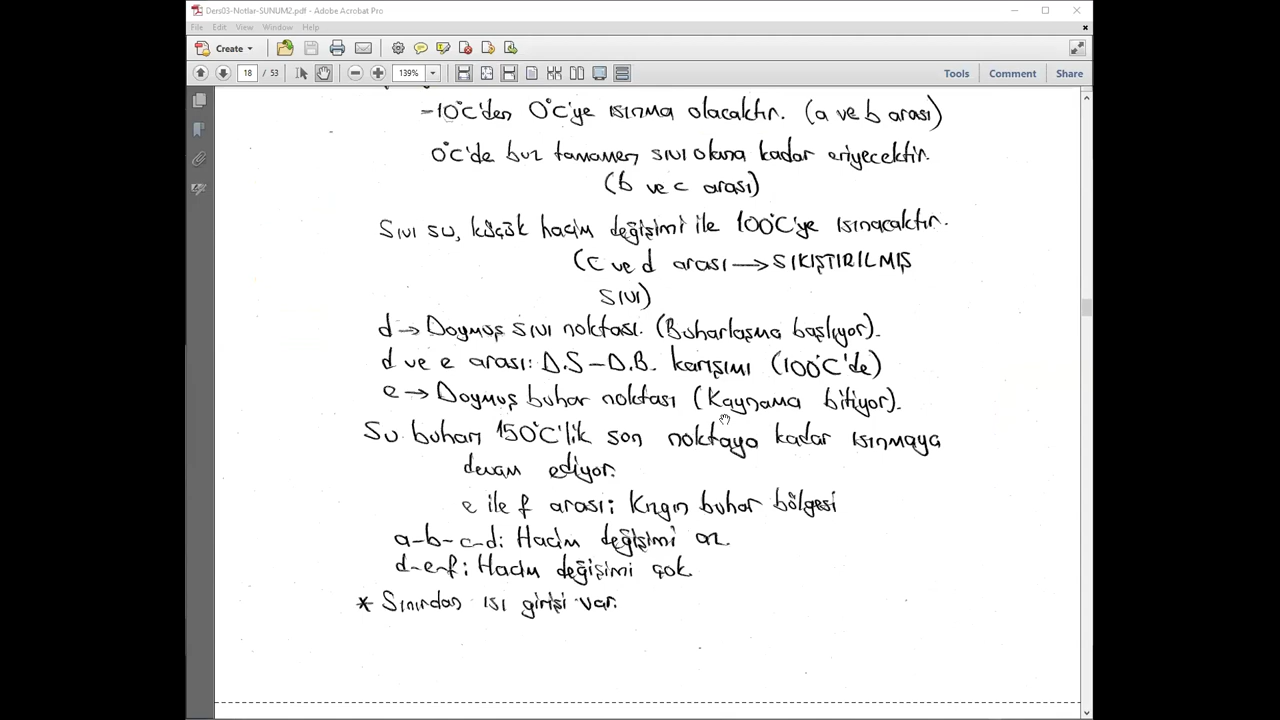 Ders03-Notlar-SUNUM2.pdf - Adobe Acrobat Pro
File Edit View Window Help
Create
18 / 53 139% Tools Comment Share
-10°C'den 0°C'ye ısınma olacaktır. (a ve b arası)
0°C'de buz tamamen sıvı olana kadar eriyecektir.
(b ve c arası)
Sıvı su, küçük hacim değişimi ile 100°C'ye ısınacaktır.
(c ve d arası → SIKIŞTIRILMIŞ
SIVI)
d → Doymuş sıvı noktası. (Buharlaşma başlıyor).
d ve e arası: D.S-D.B. karışımı (100°C'de)
e → Doymuş buhar noktası (Kaynama bitiyor).
Su buharı 150°C'lik son noktaya kadar ısınmaya
devam ediyor.
e ile f arası; Kızgın buhar bölgesi
a-b-c-d: Hacim değişimi az.
d-e-f; Hacim değişimi çok.
* Sınırdan ısı girişi var.